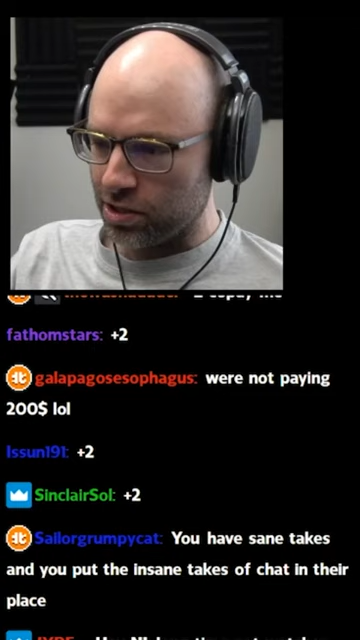 fathomstars: +2
galapagosesophagus: were not paying
200$ lol
Issun191: +2
SinclairSol: +2
Sailorgrumpycat: You have sane takes
and you put the insane takes of chat in their
place